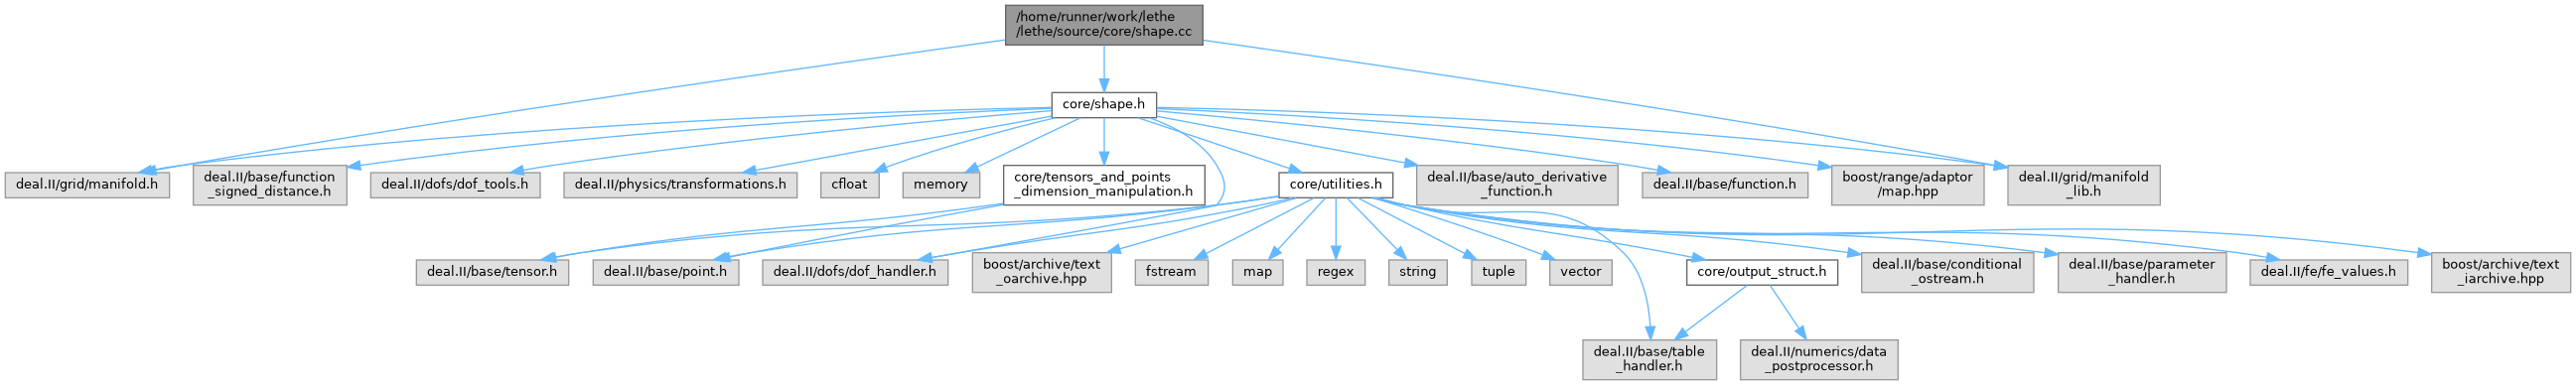 /home/runner/work/lethe
/lethe/source/core/shape.cc
core/shape.h
deal.II/grid/manifold.h
deal.II/base/function
_signed_distance.h
deal.II/dofs/dof_tools.h
deal.II/physics/transformations.h
cfloat
memory
core/tensors_and_points
_dimension_manipulation.h
core/utilities.h
deal.II/base/auto_derivative
_function.h
deal.II/base/function.h
boost/range/adaptor
/map.hpp
deal.II/grid/manifold
_lib.h
deal.II/base/tensor.h
deal.II/base/point.h
deal.II/dofs/dof_handler.h
boost/archive/text
_oarchive.hpp
fstream
map
regex
string
tuple
vector
core/output_struct.h
deal.II/base/conditional
_ostream.h
deal.II/base/parameter
_handler.h
deal.II/fe/fe_values.h
boost/archive/text
_iarchive.hpp
deal.II/base/table
_handler.h
deal.II/numerics/data
_postprocessor.h